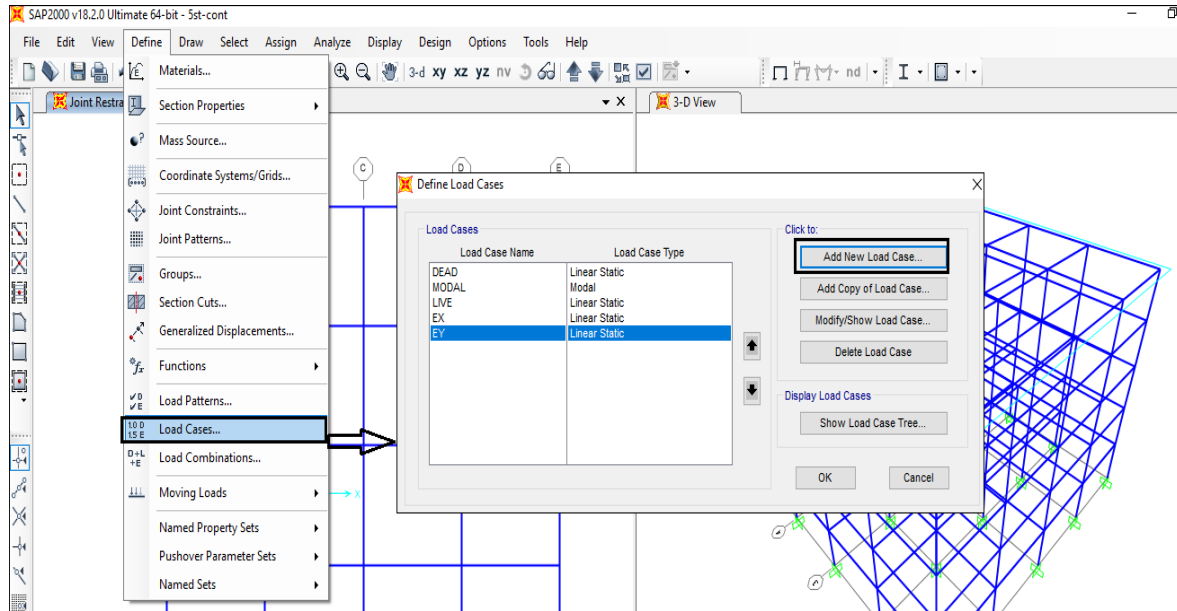 SAP2000 v18.2.0 Ultimate 64-bit - 5st-cont
File Edit View Define Draw Select Assign Analyze Display Design Options Tools Help
3-d xy xz yz nv
nd
Joint Restra
3-D View
Materials...
Section Properties
Mass Source...
Coordinate Systems/Grids...
Joint Constraints...
Joint Patterns...
Groups...
Section Cuts...
Generalized Displacements...
Functions
Load Patterns...
Load Cases...
Load Combinations...
Moving Loads
Named Property Sets
Pushover Parameter Sets
Named Sets
C D E
X
Define Load Cases
Load Cases
Load Case Name Load Case Type
DEAD Linear Static
MODAL Modal
LIVE Linear Static
EX Linear Static
EY Linear Static
Click to:
Add New Load Case...
Add Copy of Load Case...
Modify/Show Load Case...
Delete Load Case
Display Load Cases
Show Load Case Tree...
OK Cancel